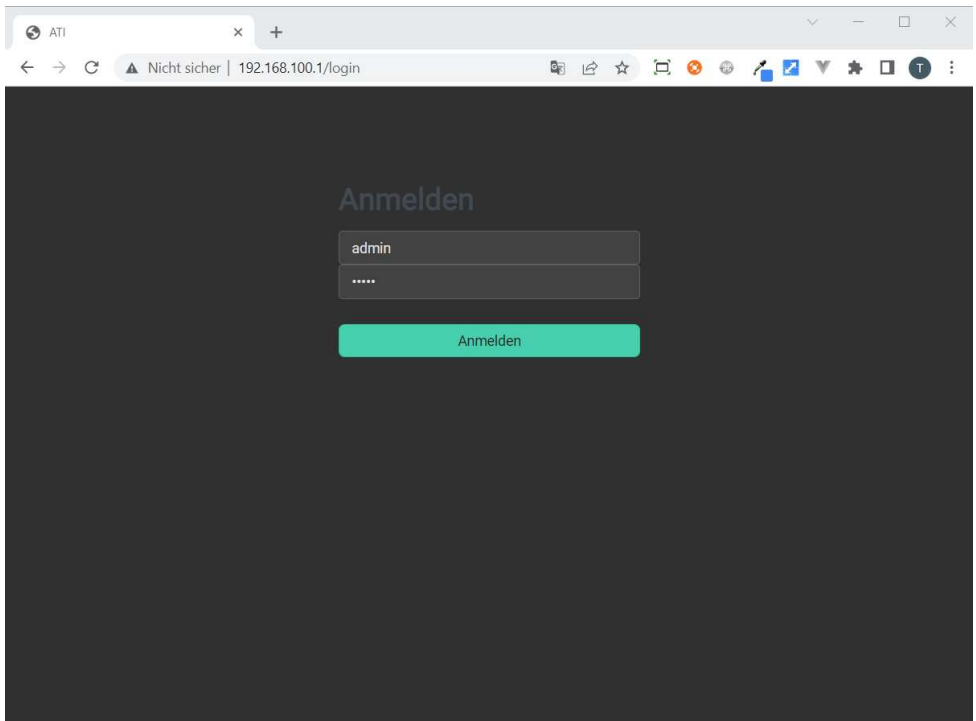 ATI
Nicht sicher | 192.168.100.1/login
T
Anmelden
admin
•••••
Anmelden